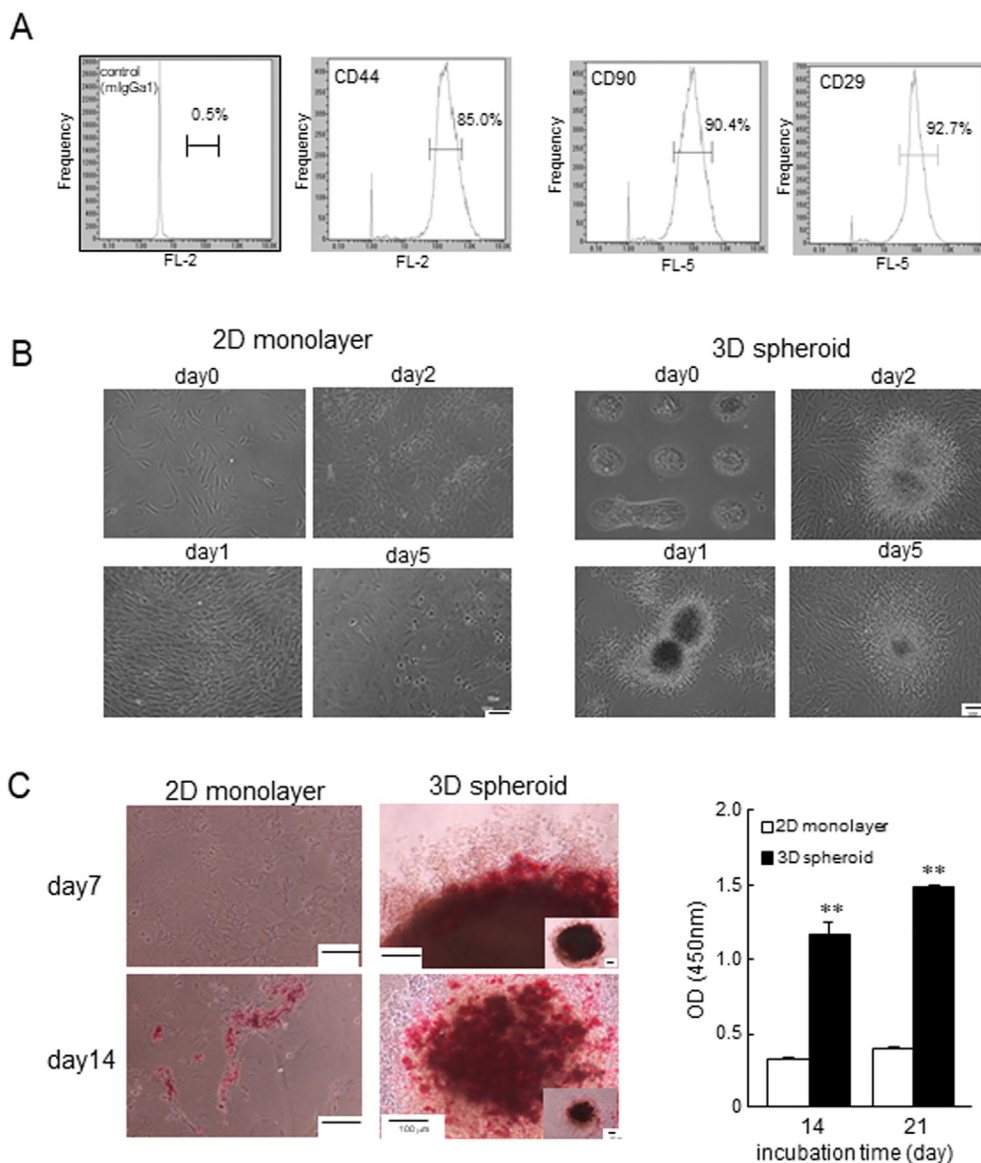 A
control
(mIgGa1)
0.5%
Frequency
FL-2
CD44
85.0%
Frequency
FL-2
CD90
90.4%
Frequency
FL-5
CD29
92.7%
Frequency
FL-5
B
2D monolayer
day0
day2
day1
day5
3D spheroid
day0
day2
day1
day5
C
2D monolayer
3D spheroid
day7
day14
100 μm
2D monolayer
3D spheroid
OD (450nm)
2.0
1.5
1.0
0.5
0
**
**
14
21
incubation time (day)